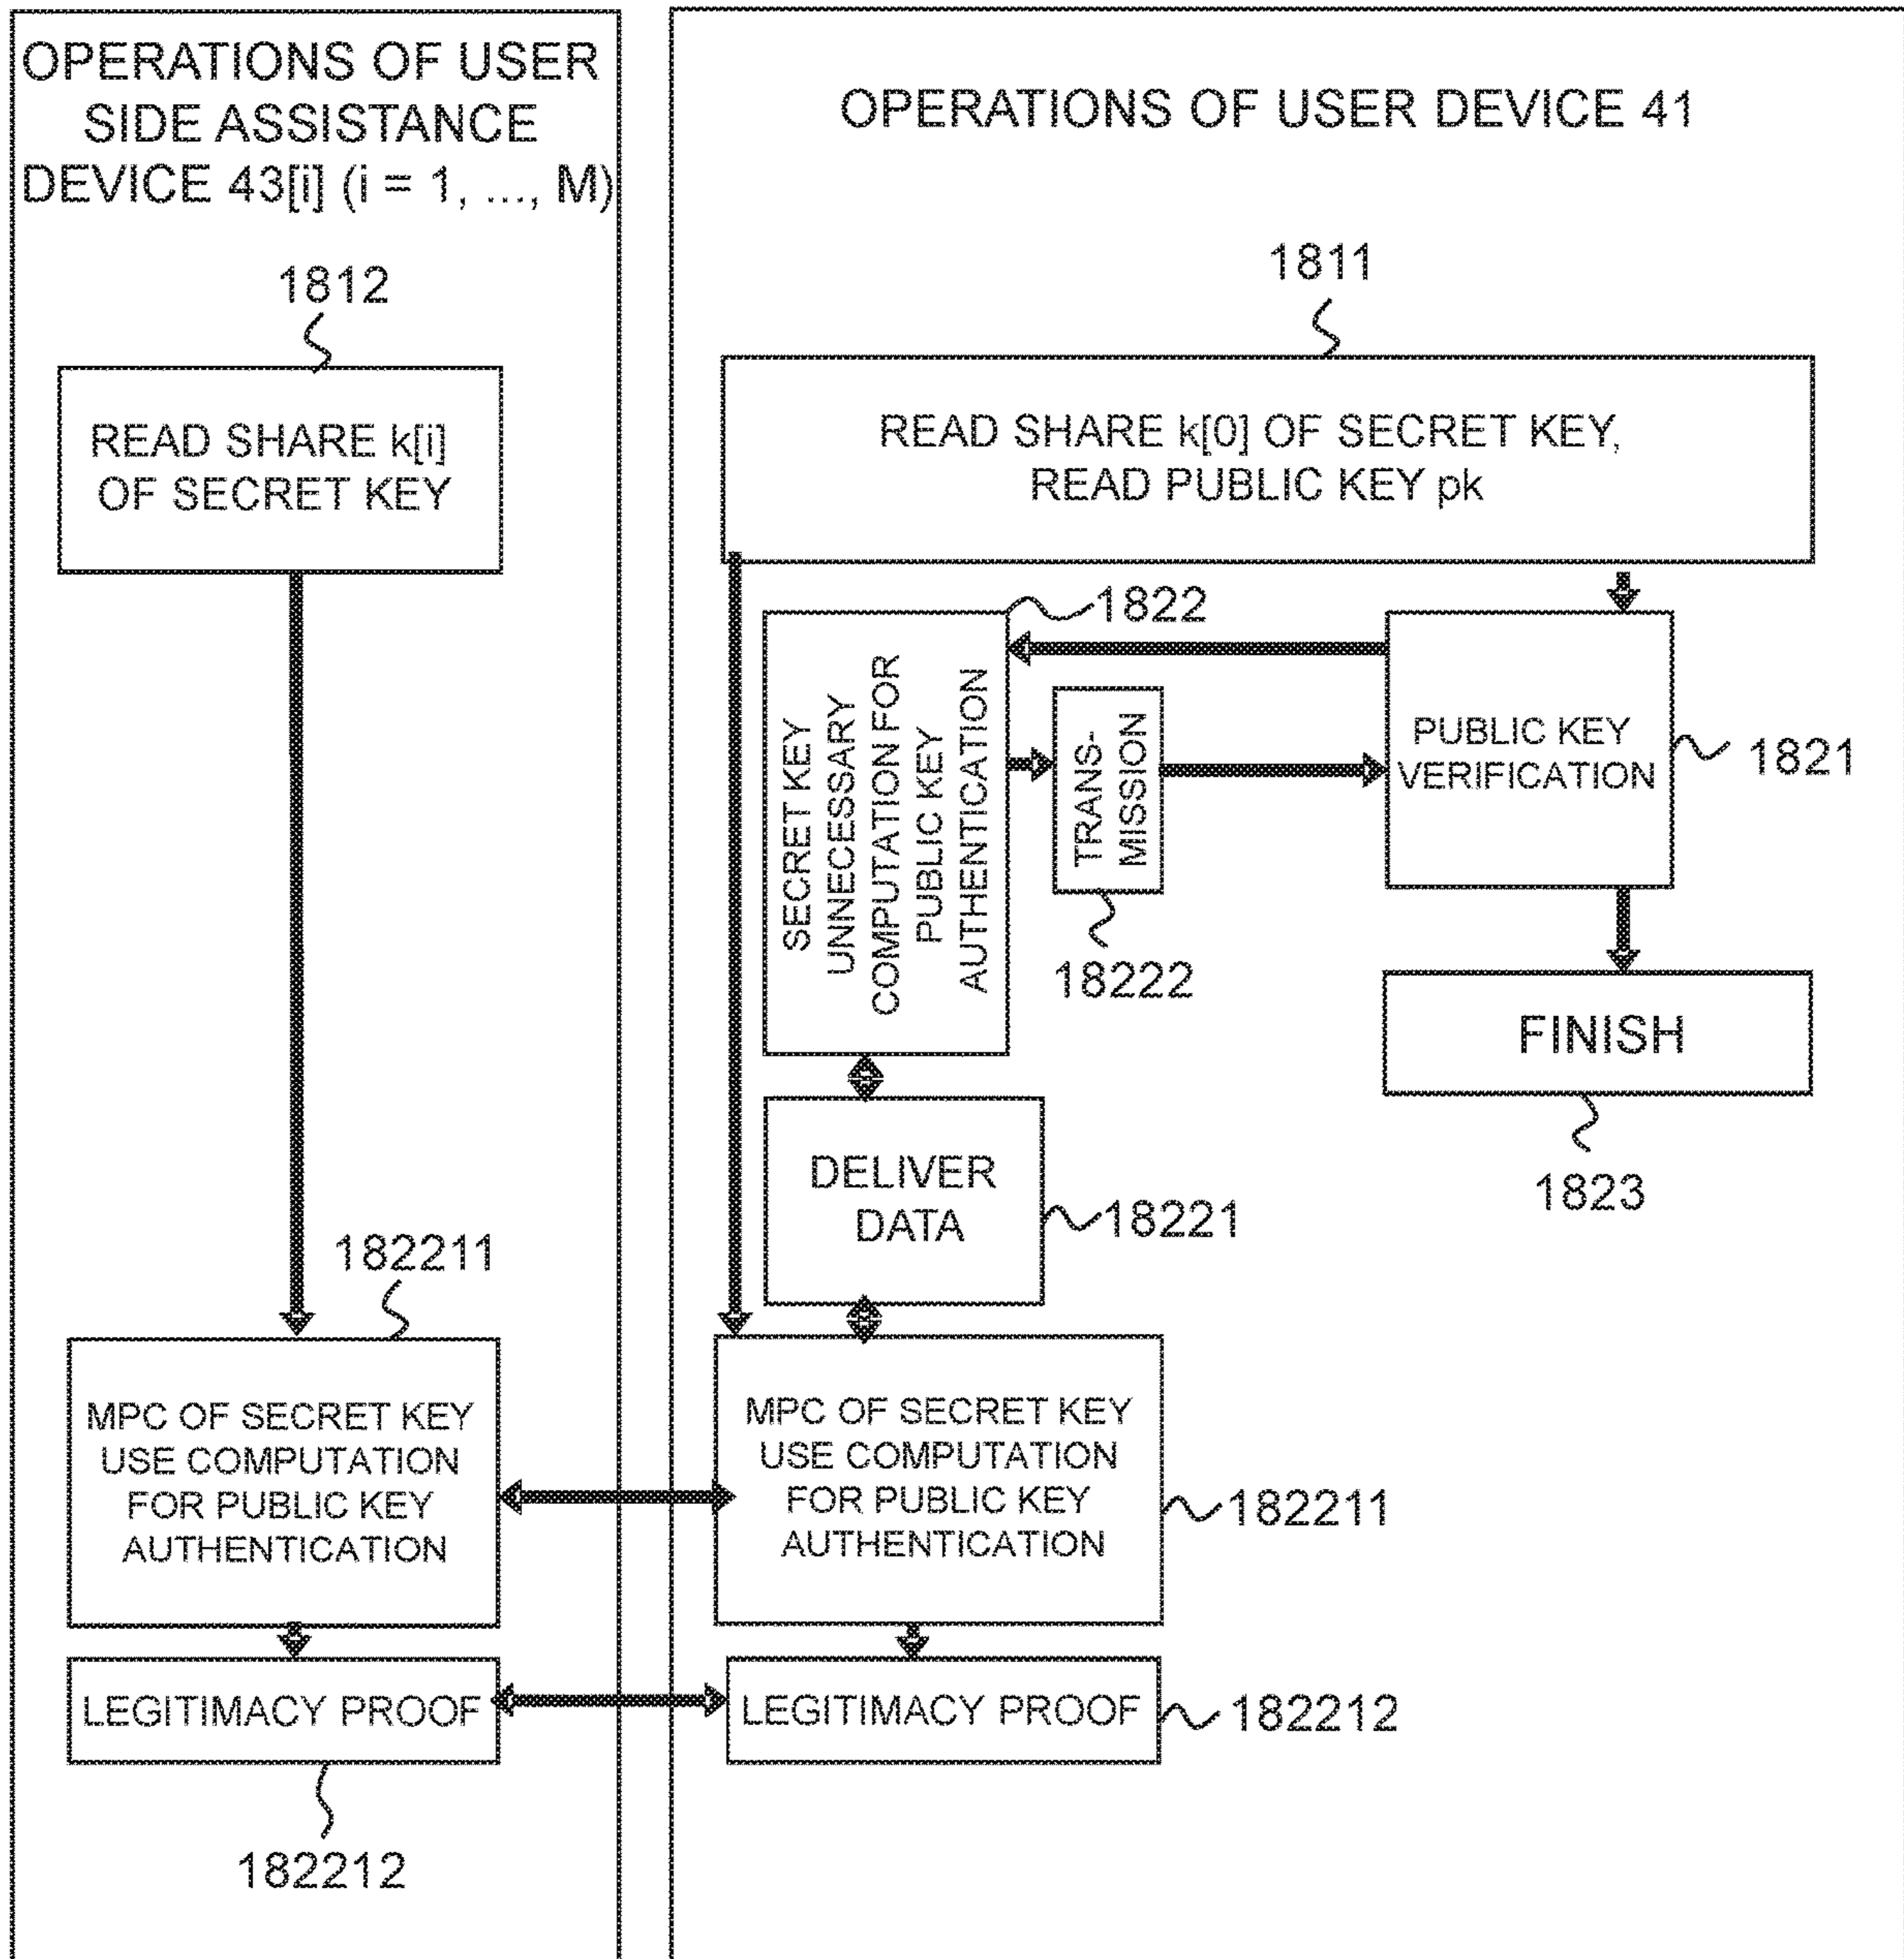 OPERATIONS OF USER
SIDE ASSISTANCE
DEVICE 43[i] (i = 1, ..., M)
1812
READ SHARE k[i]
OF SECRET KEY
182211
MPC OF SECRET KEY
USE COMPUTATION
FOR PUBLIC KEY
AUTHENTICATION
LEGITIMACY PROOF
182212
OPERATIONS OF USER DEVICE 41
1811
READ SHARE k[0] OF SECRET KEY,
READ PUBLIC KEY pk
1822
SECRET KEY
UNNECESSARY
COMPUTATION FOR
PUBLIC KEY
AUTHENTICATION
TRANS-
MISSION
18222
PUBLIC KEY
VERIFICATION
1821
FINISH
1823
DELIVER
DATA
18221
MPC OF SECRET KEY
USE COMPUTATION
FOR PUBLIC KEY
AUTHENTICATION
182211
LEGITIMACY PROOF
182212